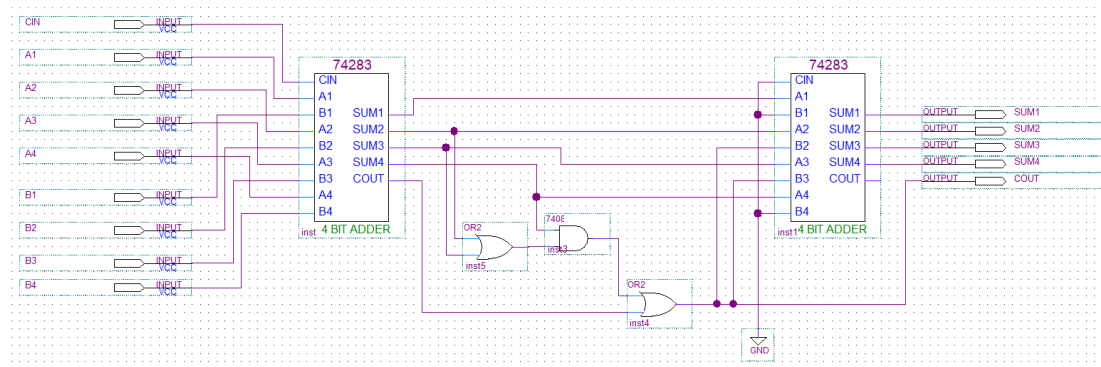 CIN INPUT VCC
A1 INPUT VCC
A2 INPUT VCC
A3 INPUT VCC
A4 INPUT VCC
B1 INPUT VCC
B2 INPUT VCC
B3 INPUT VCC
B4 INPUT VCC
74283
CIN
A1
B1 SUM1
A2 SUM2
B2 SUM3
A3 SUM4
B3 COUT
A4
B4
inst 4 BIT ADDER
OR2
inst5
7408
inst3
OR2
inst4
74283
CIN
A1
B1 SUM1
A2 SUM2
B2 SUM3
A3 SUM4
B3 COUT
A4
B4
inst1 4 BIT ADDER
GND
OUTPUT SUM1
OUTPUT SUM2
OUTPUT SUM3
OUTPUT SUM4
OUTPUT COUT